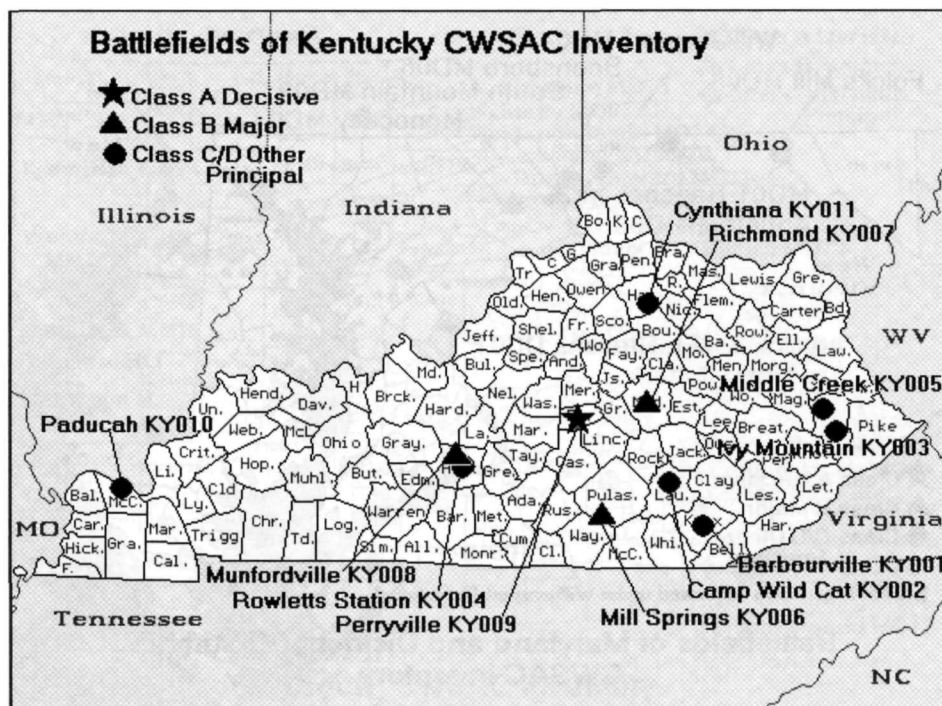 Battlefields of Kentucky CWSAC Inventory
Class A Decisive
Class B Major
Class C/D Other
Principal
Ohio
Illinois
Indiana
Cynthiana KY011
Richmond KY007
Bo. K C
Bra.
G.
Tr. C Gra. Pen.
Mas. Lewis Gre.
R.
Old. Hen. Owen Ha
Nic. Flem. Carter Bd
Jeff. Shel. Fr. Sco. Bou. Ba. Row. Ell.
WV
Wo. Law.
Bul. Spe. And. Fay. Cla. Mo. Men Morg.
Md.
H. Nel. Mer. Js. Pow. Wo. Mag.
Middle Creek KY005
Un. Hend. Dav. Brck. Hard. Was. Gr. Est.
Lee Breat. Pike
Paducah KY010
Web. McL Ohio Gray. La. Mar. Linc.
Ivy Mountain KY003
Crit. Tay. Cas. Rock Jack
Li. Hop. Muhl. But. Edm. Gre. Clay
Lau. Les. Let.
Bal. McC. Ly. Cld Ada. Rus. Pulas.
MO Car. Mar. Warren Bar. Met. Har. Virginia
Hick. Gra. Trigg Chr. Td. Log. Cum. Way. Whi.
F. Cal. Sim. All. Monr. Cl. McC. Bell
Barbourville KY001
Munfordville KY008
Camp Wild Cat KY002
Rowletts Station KY004
Mill Springs KY006
Tennessee
Perryville KY009
NC